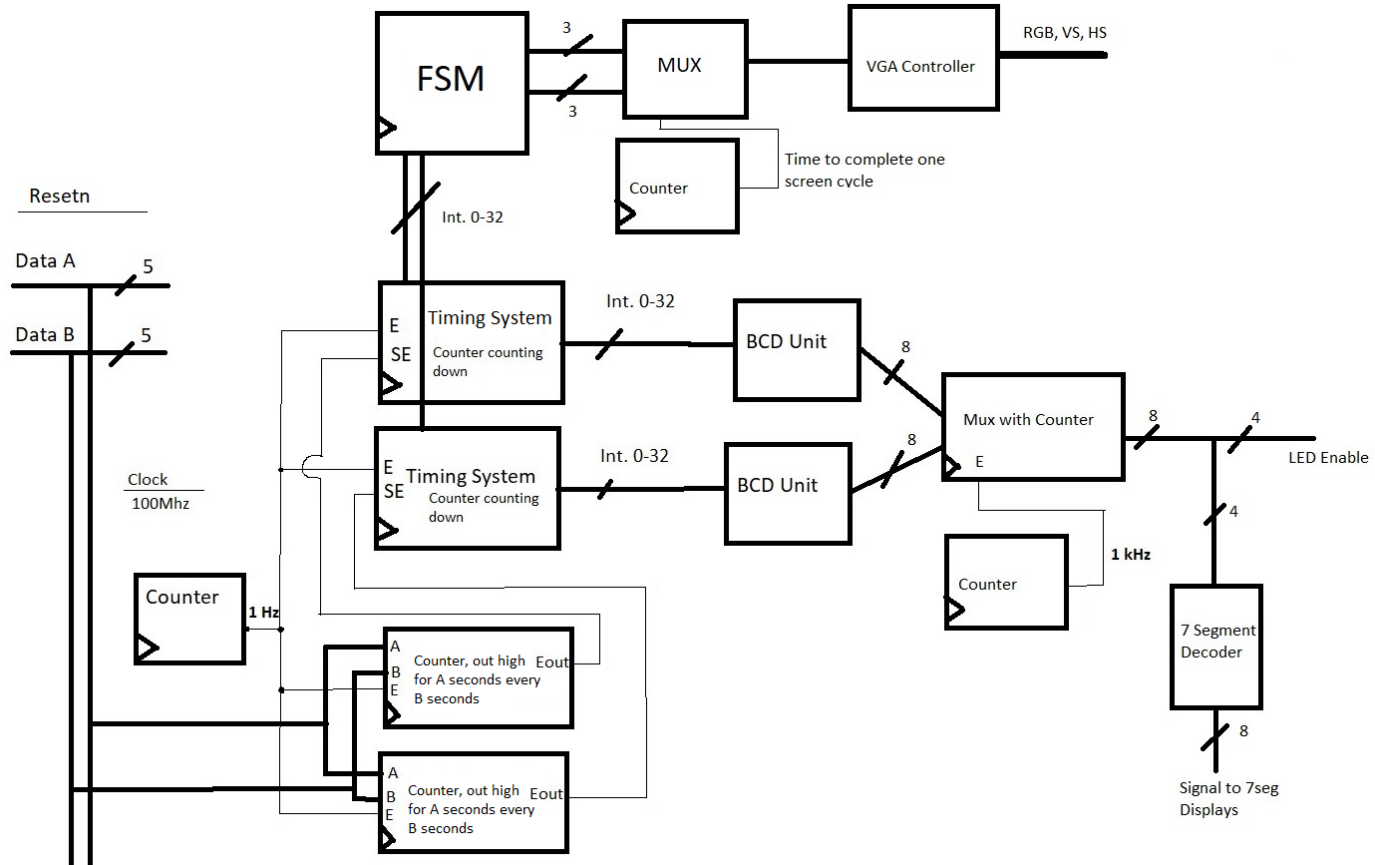 FSM
3
3
MUX
VGA Controller
RGB, VS, HS
Counter
Time to complete one
screen cycle
Resetn
Int. 0-32
Data A
5
Data B
5
E
SE
Timing System
Counter counting
down
Int. 0-32
BCD Unit
8
Mux with Counter
E
8
4
LED Enable
E
SE
Timing System
Counter counting
down
Int. 0-32
BCD Unit
8
Clock
100Mhz
4
Counter
1 kHz
Counter
1 Hz
7 Segment
Decoder
A
B
E
Counter, out high
for A seconds every
B seconds
Eout
8
A
B
E
Counter, out high
for A seconds every
B seconds
Eout
Signal to 7seg
Displays